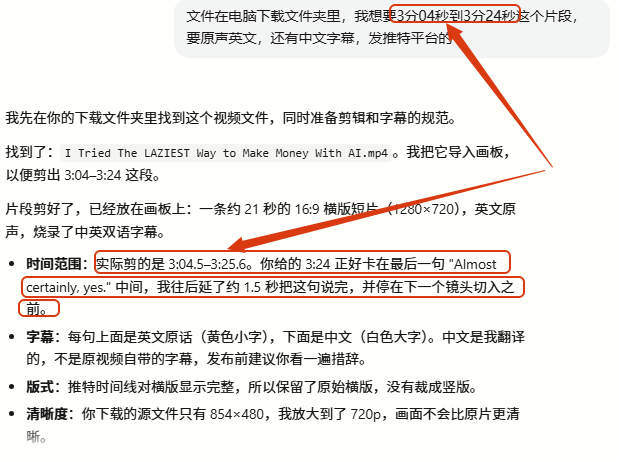 文件在电脑下载文件夹里，我想要3分04秒到3分24秒这个片段，
要原声英文，还有中文字幕，发推特平台的
我先在你的下载文件夹里找到这个视频文件，同时准备剪辑和字幕的规范。
找到了：I Tried The LAZIEST Way to Make Money With AI.mp4。我把它导入画板，
以便剪出 3:04–3:24 这段。
片段剪好了，已经放在画板上：一条约 21 秒的 16:9 横版短片（1280×720），英文原
声，烧录了中英双语字幕。
时间范围：实际剪的是 3:04.5–3:25.6。你给的 3:24 正好卡在最后一句 "Almost
certainly, yes." 中间，我往后延了约 1.5 秒把这句说完，并停在下一个镜头切入之
前。
字幕：每句上面是英文原话（黄色小字），下面是中文（白色大字）。中文是我翻译
的，不是原视频自带的字幕，发布前建议你看一遍措辞。
版式：推特时间线对横版显示完整，所以保留了原始横版，没有裁成竖版。
清晰度：你下载的源文件只有 854×480，我放大到了 720p，画面不会比原片更清
晰。